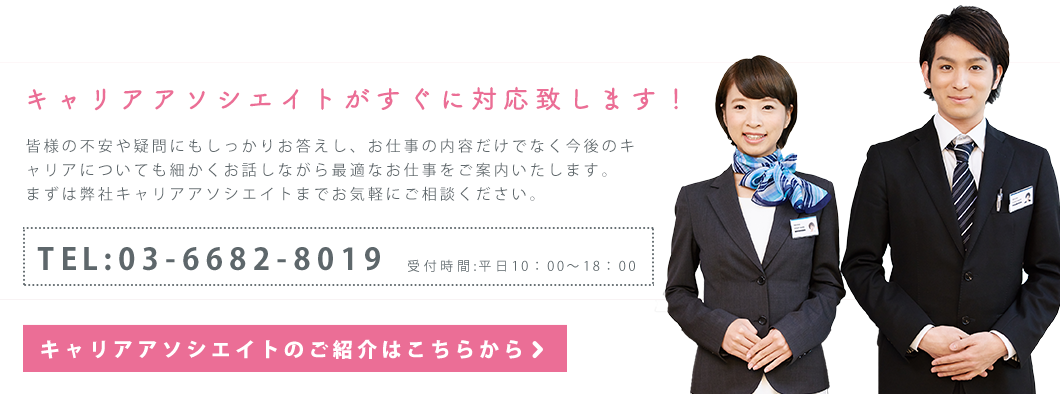 キャリアアソシエイトがすぐに対応致します！
皆様の不安や疑問にもしっかりお答えし、お仕事の内容だけでなく今後のキ
ャリアについても細かくお話しながら最適なお仕事をご案内いたします。
まずは弊社キャリアアソシエイトまでお気軽にご相談ください。
TEL:03-6682-8019 受付時間:平日10：00～18：00
キャリアアソシエイトのご紹介はこちらから